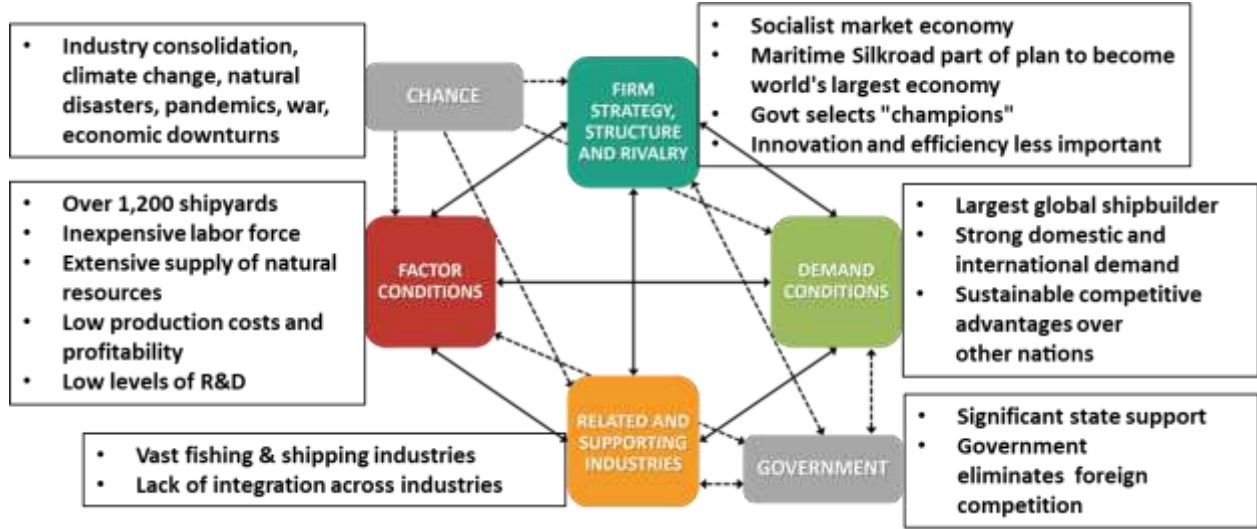 • Industry consolidation,
climate change, natural
disasters, pandemics, war,
economic downturns
CHANCE
FIRM
STRATEGY,
STRUCTURE
AND RIVALRY
• Socialist market economy
• Maritime Silkroad part of plan to become
world's largest economy
• Govt selects "champions"
• Innovation and efficiency less important
• Over 1,200 shipyards
• Inexpensive labor force
• Extensive supply of natural
resources
• Low production costs and
profitability
• Low levels of R&D
FACTOR
CONDITIONS
DEMAND
CONDITIONS
• Largest global shipbuilder
• Strong domestic and
international demand
• Sustainable competitive
advantages over
other nations
• Vast fishing & shipping industries
• Lack of integration across industries
RELATED AND
SUPPORTING
INDUSTRIES
GOVERNMENT
• Significant state support
• Government
eliminates foreign
competition